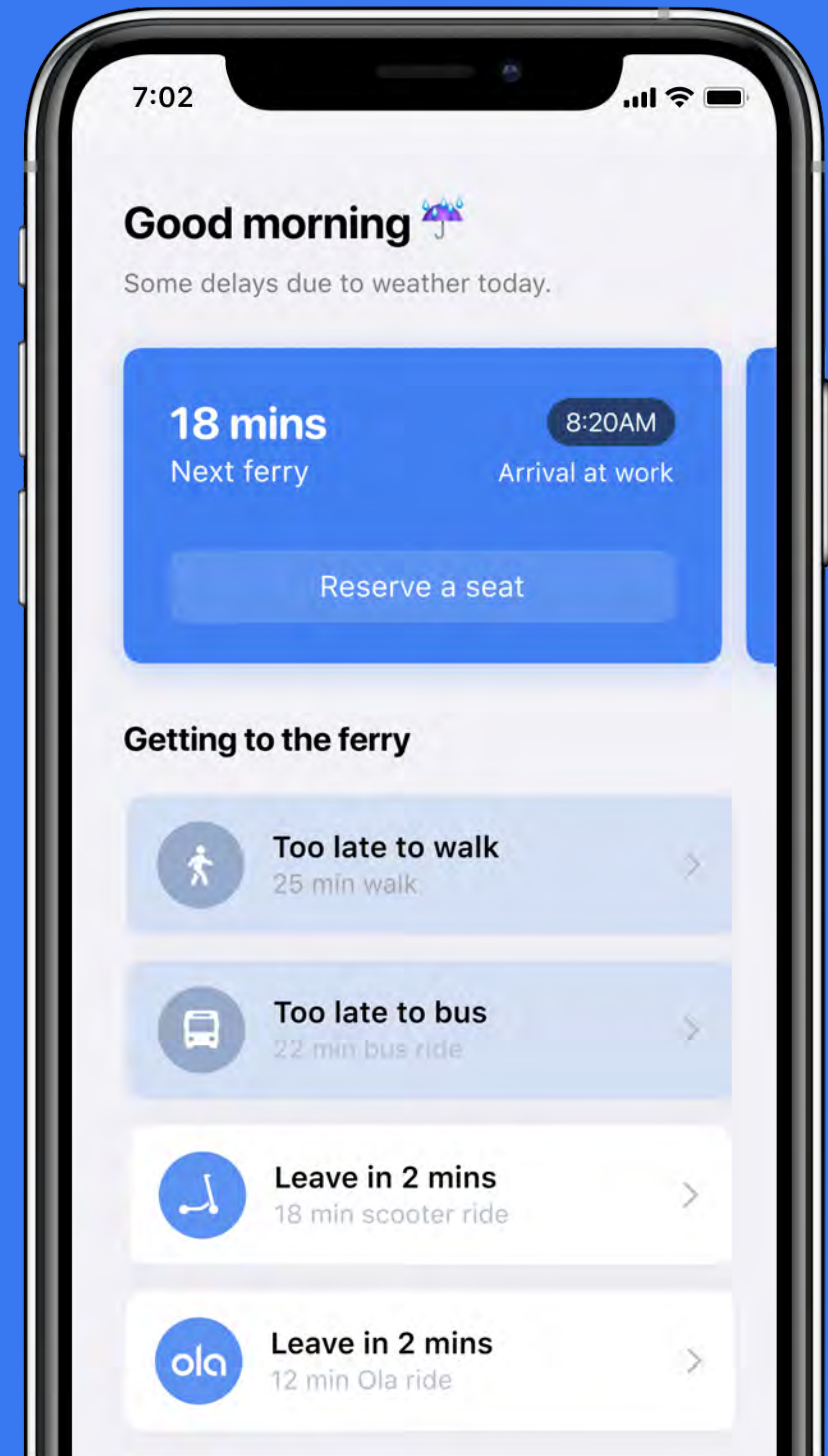 7:02
Good morning ☔
Some delays due to weather today.
18 mins
8:20AM
Next ferry
Arrival at work
Reserve a seat
Getting to the ferry
Too late to walk
25 min walk
Too late to bus
22 min bus ride
Leave in 2 mins
18 min scooter ride
ola
Leave in 2 mins
12 min Ola ride